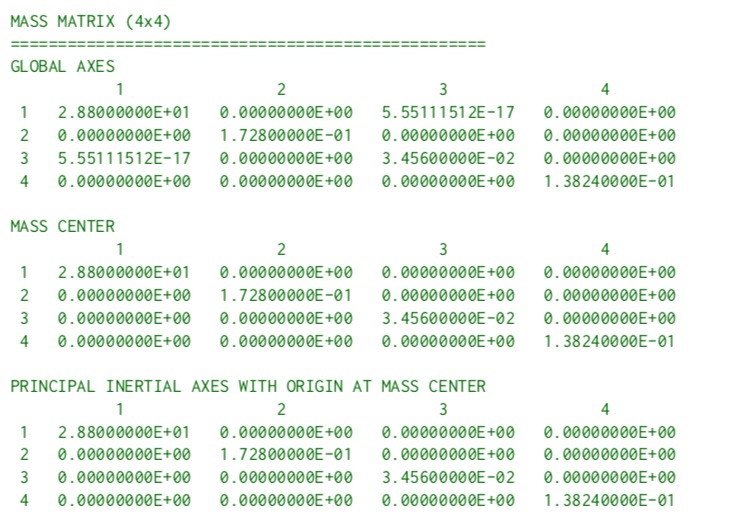 MASS MATRIX (4x4)
==================================================
GLOBAL AXES
1 2 3 4
1 2.88000000E+01 0.00000000E+00 5.55111512E-17 0.00000000E+00
2 0.00000000E+00 1.72800000E-01 0.00000000E+00 0.00000000E+00
3 5.55111512E-17 0.00000000E+00 3.45600000E-02 0.00000000E+00
4 0.00000000E+00 0.00000000E+00 0.00000000E+00 1.38240000E-01
MASS CENTER
1 2 3 4
1 2.88000000E+01 0.00000000E+00 0.00000000E+00 0.00000000E+00
2 0.00000000E+00 1.72800000E-01 0.00000000E+00 0.00000000E+00
3 0.00000000E+00 0.00000000E+00 3.45600000E-02 0.00000000E+00
4 0.00000000E+00 0.00000000E+00 0.00000000E+00 1.38240000E-01
PRINCIPAL INERTIAL AXES WITH ORIGIN AT MASS CENTER
1 2 3 4
1 2.88000000E+01 0.00000000E+00 0.00000000E+00 0.00000000E+00
2 0.00000000E+00 1.72800000E-01 0.00000000E+00 0.00000000E+00
3 0.00000000E+00 0.00000000E+00 3.45600000E-02 0.00000000E+00
4 0.00000000E+00 0.00000000E+00 0.00000000E+00 1.38240000E-01